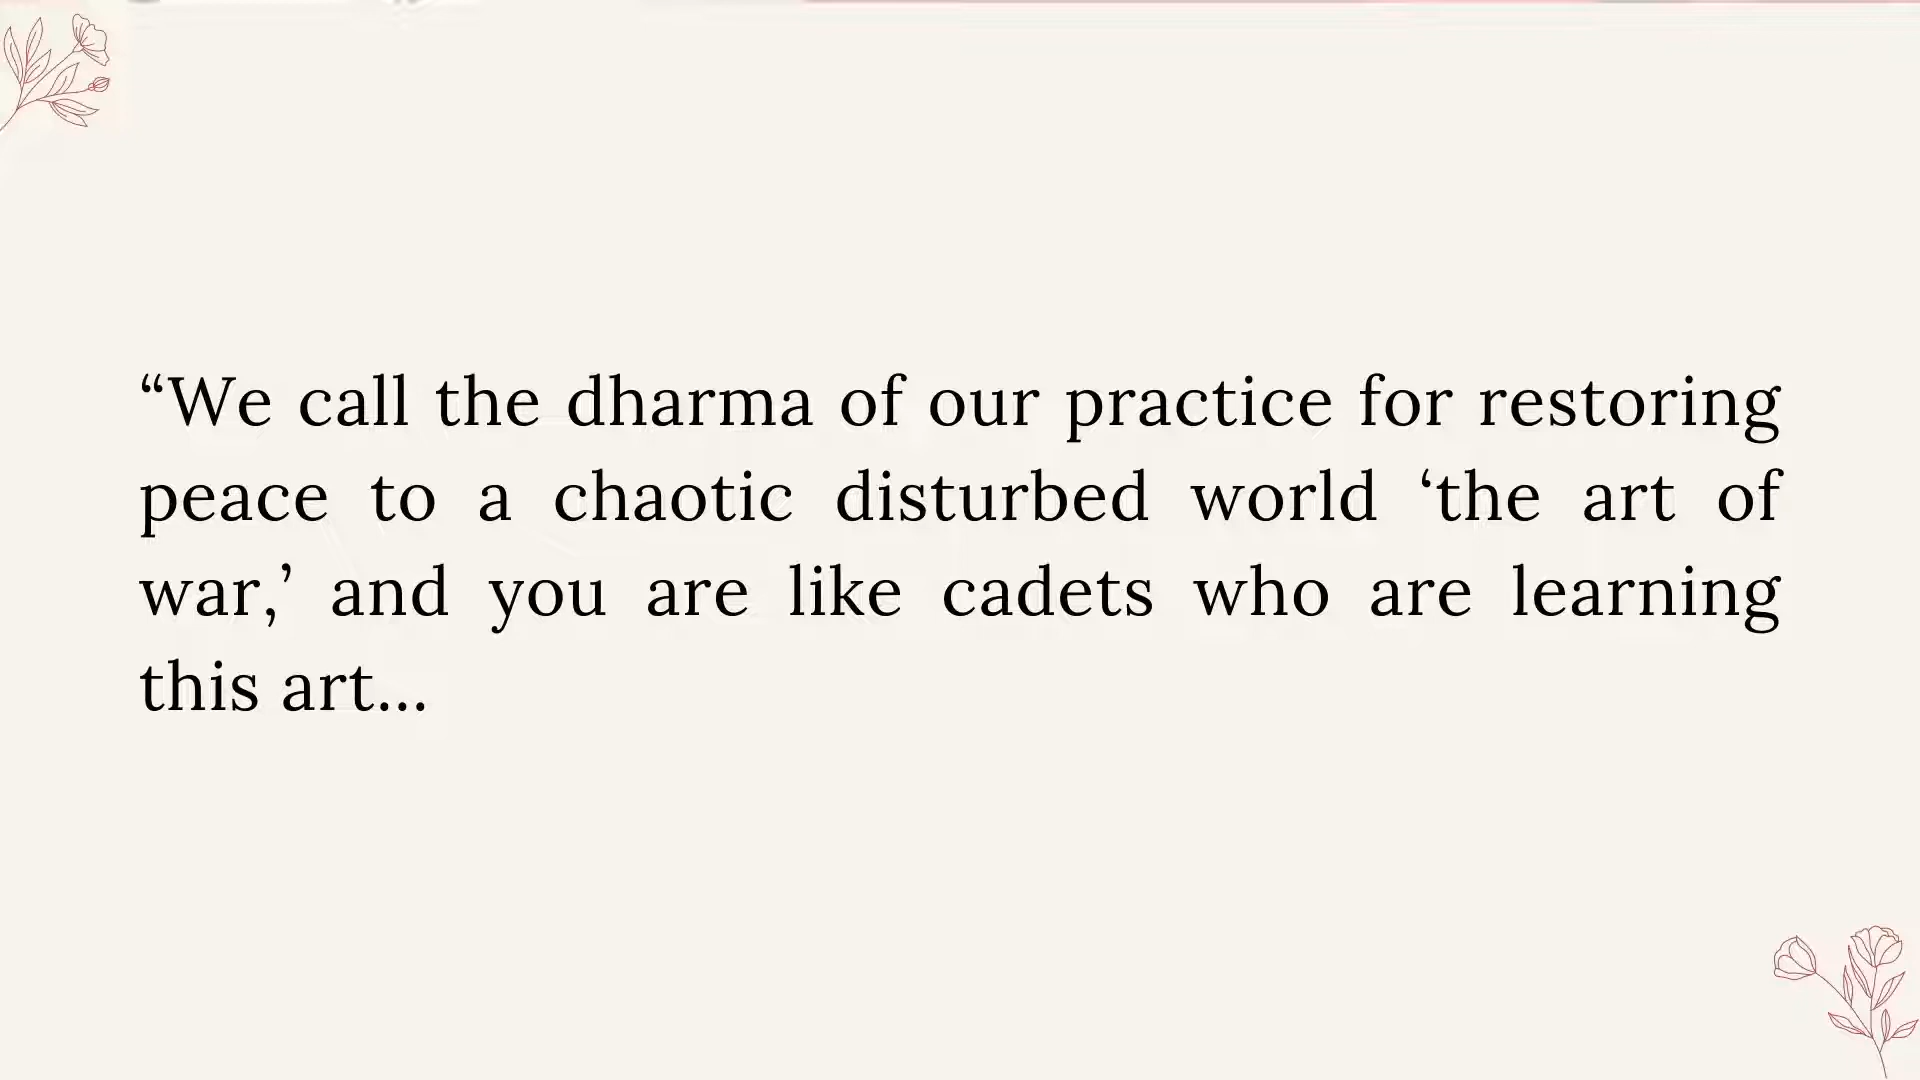 “We call the dharma of our practice for restoring
peace to a chaotic disturbed world ‘the art of
war,’ and you are like cadets who are learning
this art...